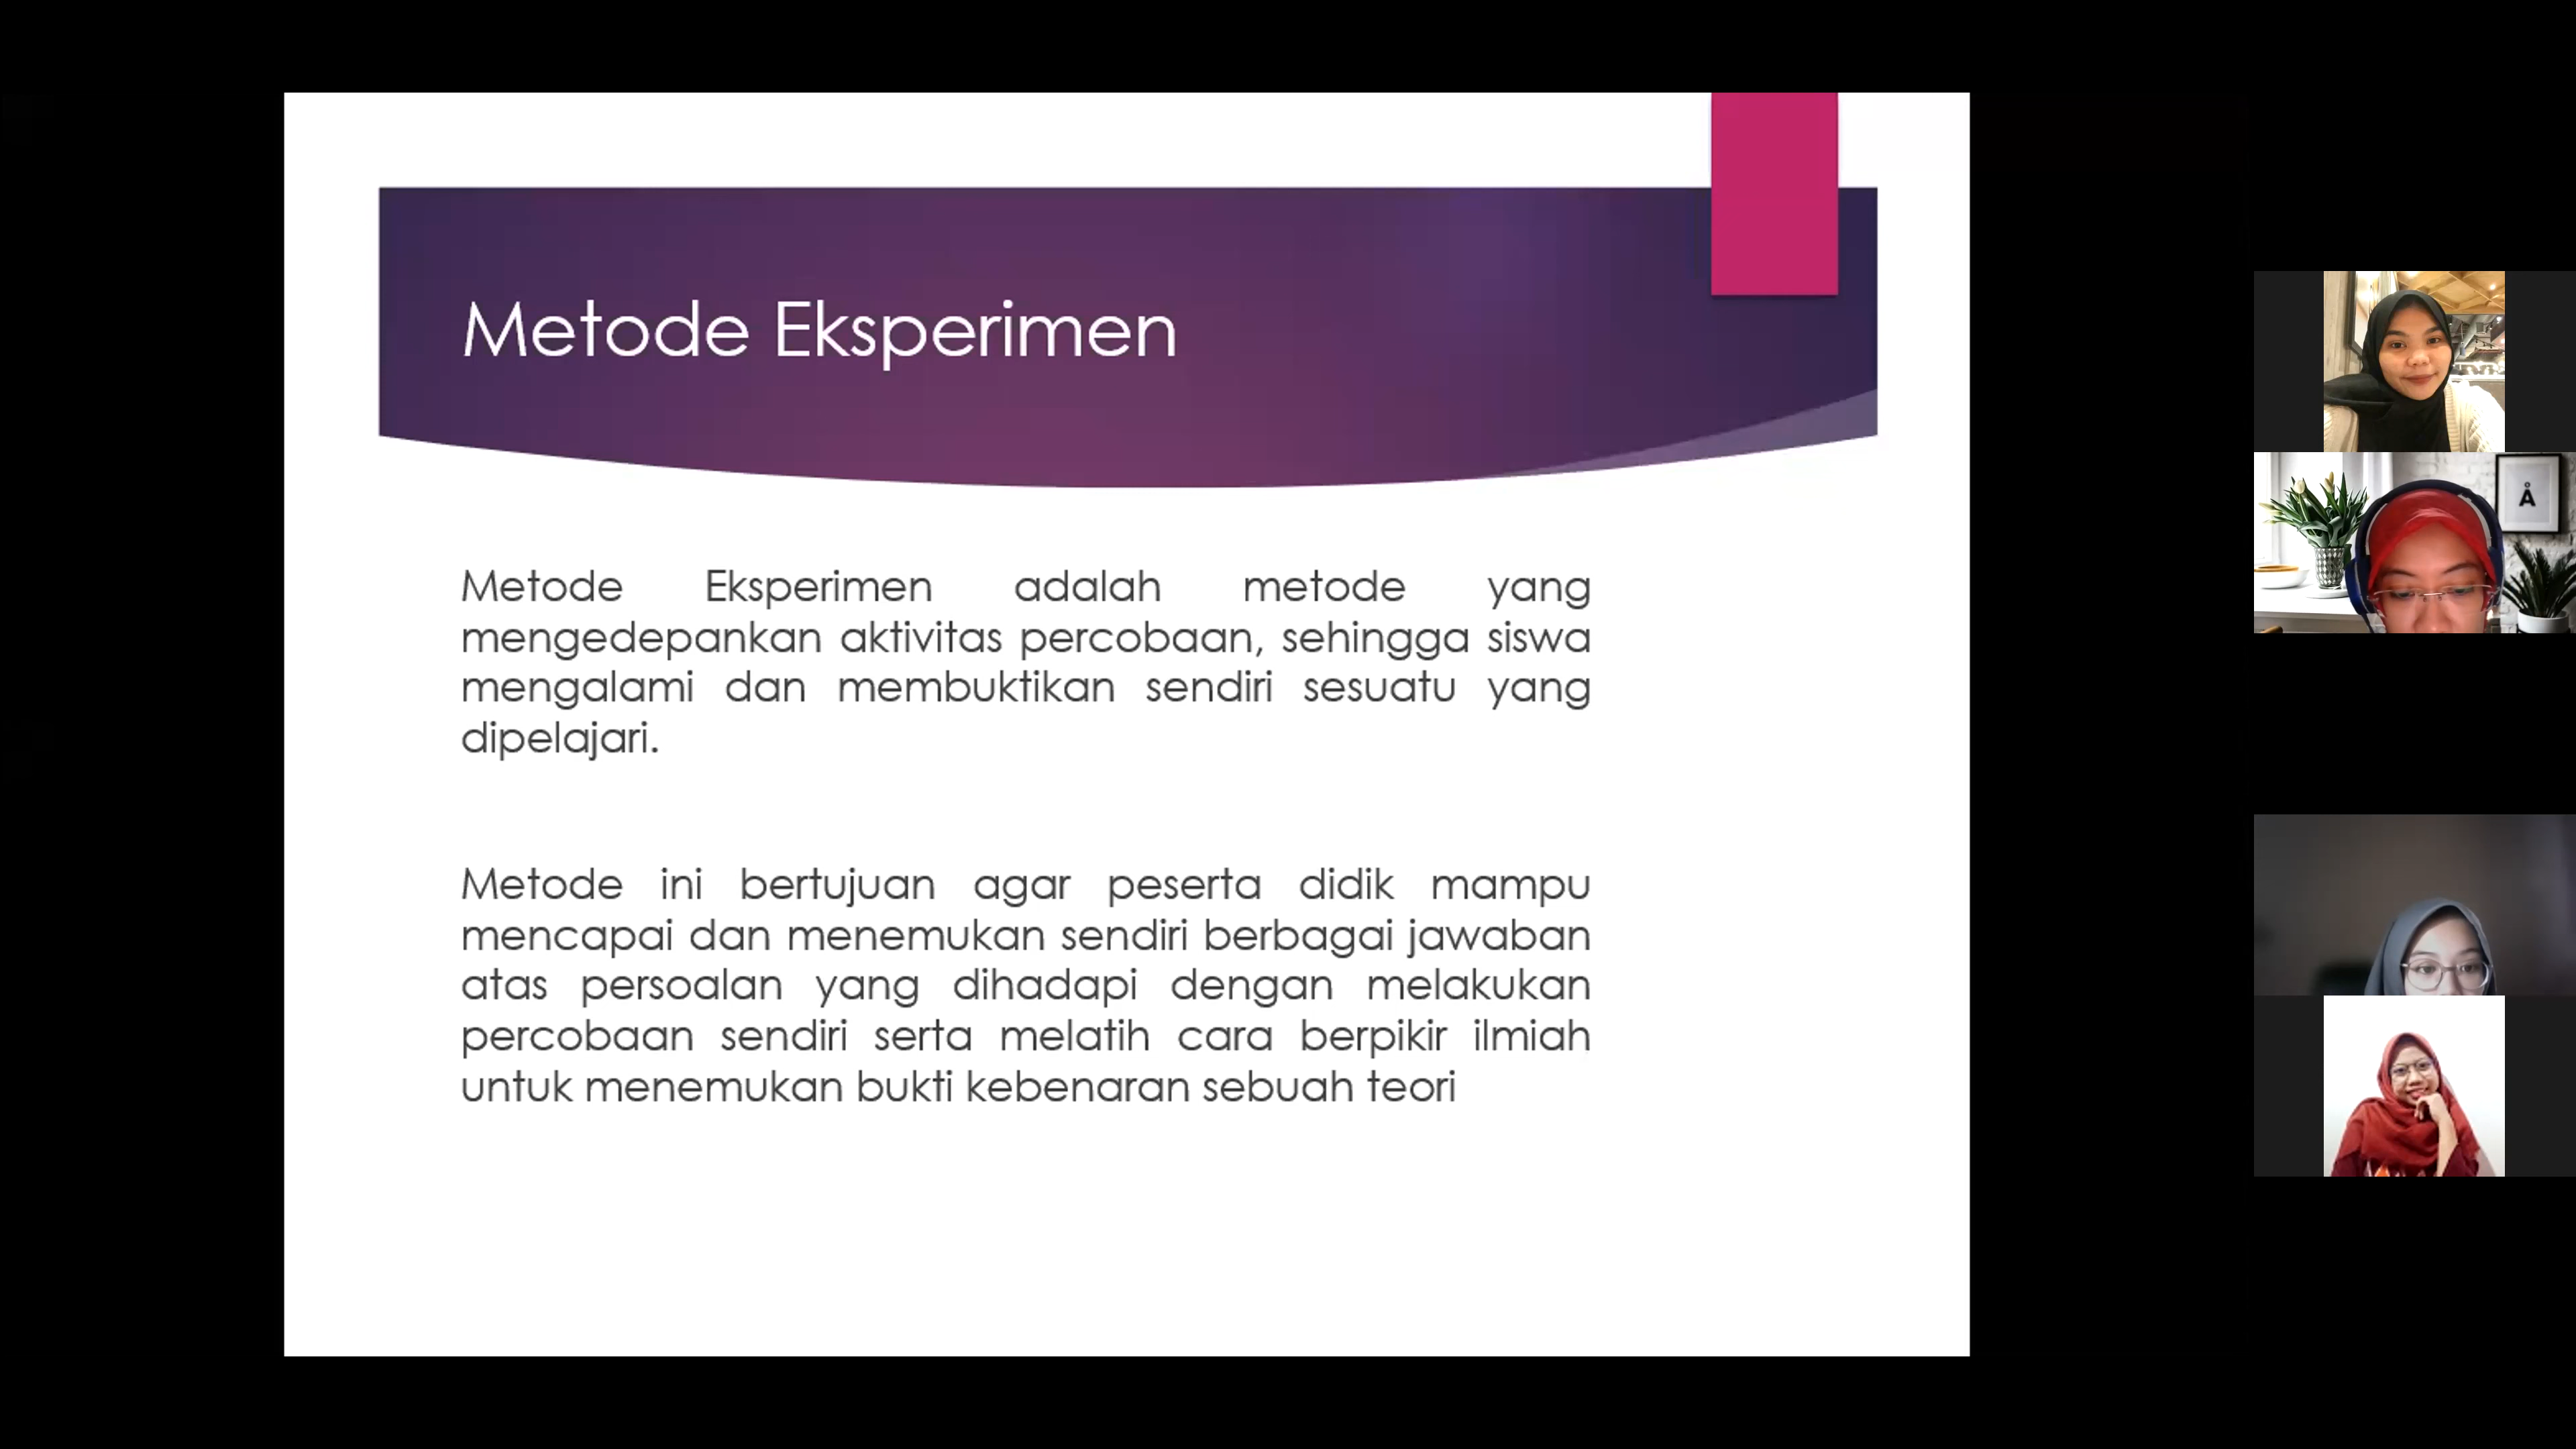 Metode Eksperimen
Metode Eksperimen adalah metode yang
mengedepankan aktivitas percobaan, sehingga siswa
mengalami dan membuktikan sendiri sesuatu yang
dipelajari.
Metode ini bertujuan agar peserta didik mampu
mencapai dan menemukan sendiri berbagai jawaban
atas persoalan yang dihadapi dengan melakukan
percobaan sendiri serta melatih cara berpikir ilmiah
untuk menemukan bukti kebenaran sebuah teori
Å